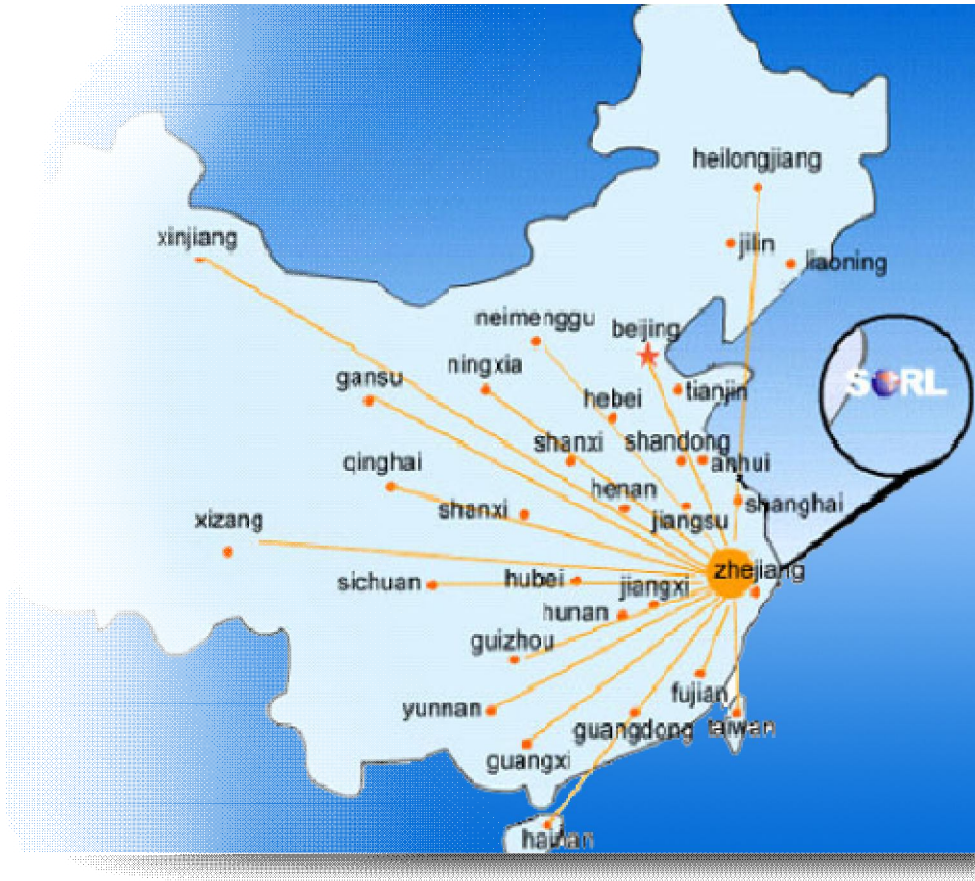 heilongjiang
xinjiang
jilin
liaoning
neimenggu
beijing
ningxia
gansu
tianjin
hebei
SORL
shanxi
shandong
qinghai
anhui
henan
shanxi
shanghai
jiangsu
xizang
zhejiang
sichuan
hubei
jiangxi
hunan
guizhou
fujian
yunnan
guangdong
taiwan
guangxi
hainan